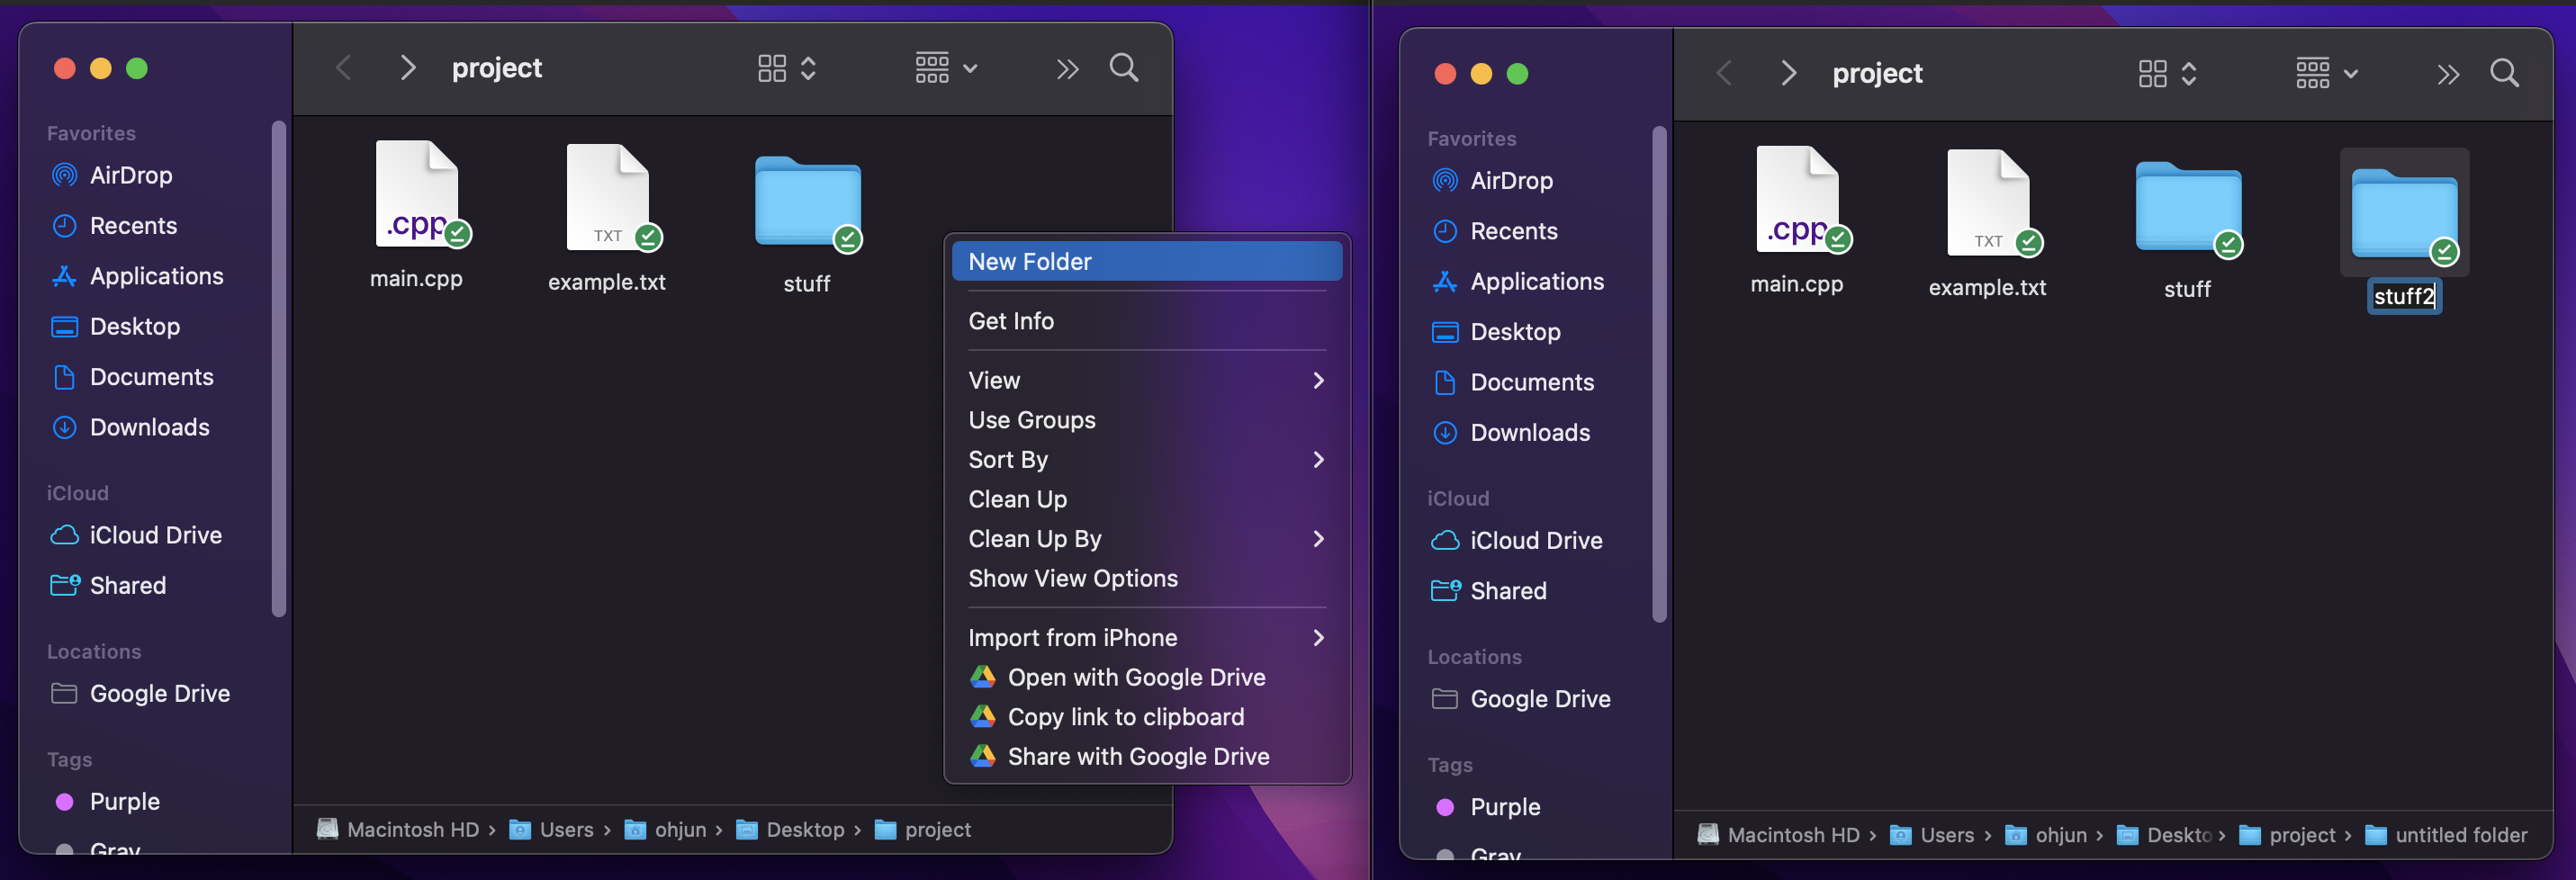 project
Favorites
AirDrop
Recents
Applications
Desktop
Documents
Downloads
iCloud
iCloud Drive
Shared
Locations
Google Drive
Tags
Purple
Gray
.cpp
main.cpp
TXT
example.txt
stuff
New Folder
Get Info
View
Use Groups
Sort By
Clean Up
Clean Up By
Show View Options
Import from iPhone
Open with Google Drive
Copy link to clipboard
Share with Google Drive
Macintosh HD › Users › ohjun › Desktop › project
project
Favorites
AirDrop
Recents
Applications
Desktop
Documents
Downloads
iCloud
iCloud Drive
Shared
Locations
Google Drive
Tags
Purple
Gray
.cpp
main.cpp
TXT
example.txt
stuff
stuff2
Macintosh HD › Users › ohjun › Deskto › project › untitled folder